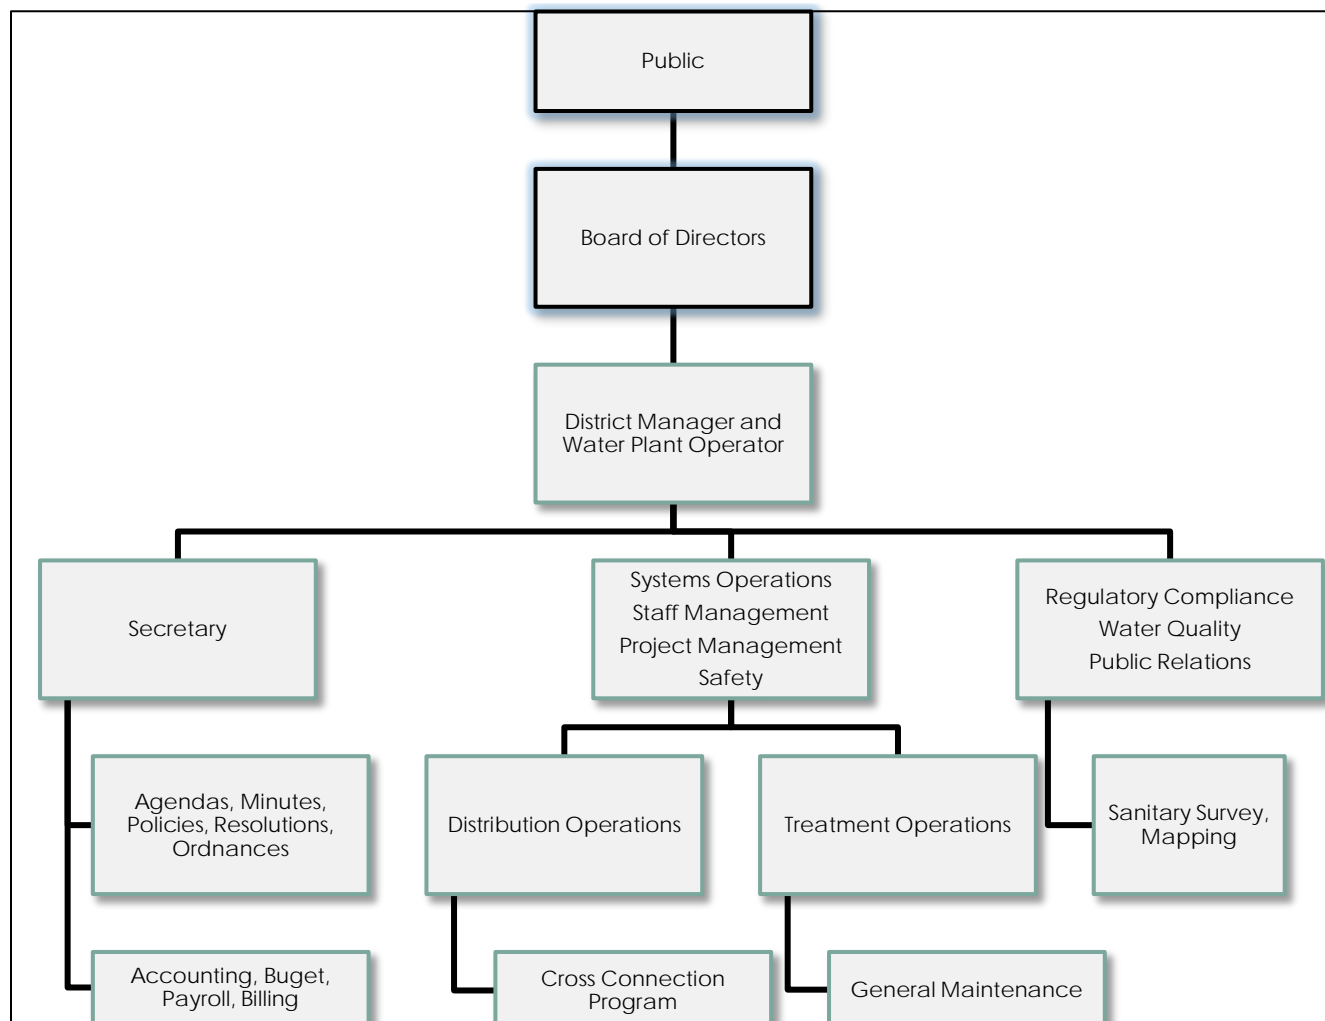 Public
Board of Directors
District Manager and
Water Plant Operator
Secretary
Systems Operations
Staff Management
Project Management
Safety
Regulatory Compliance
Water Quality
Public Relations
Agendas, Minutes,
Policies, Resolutions,
Ordnances
Distribution Operations
Treatment Operations
Sanitary Survey,
Mapping
Accounting, Buget,
Payroll, Billing
Cross Connection
Program
General Maintenance